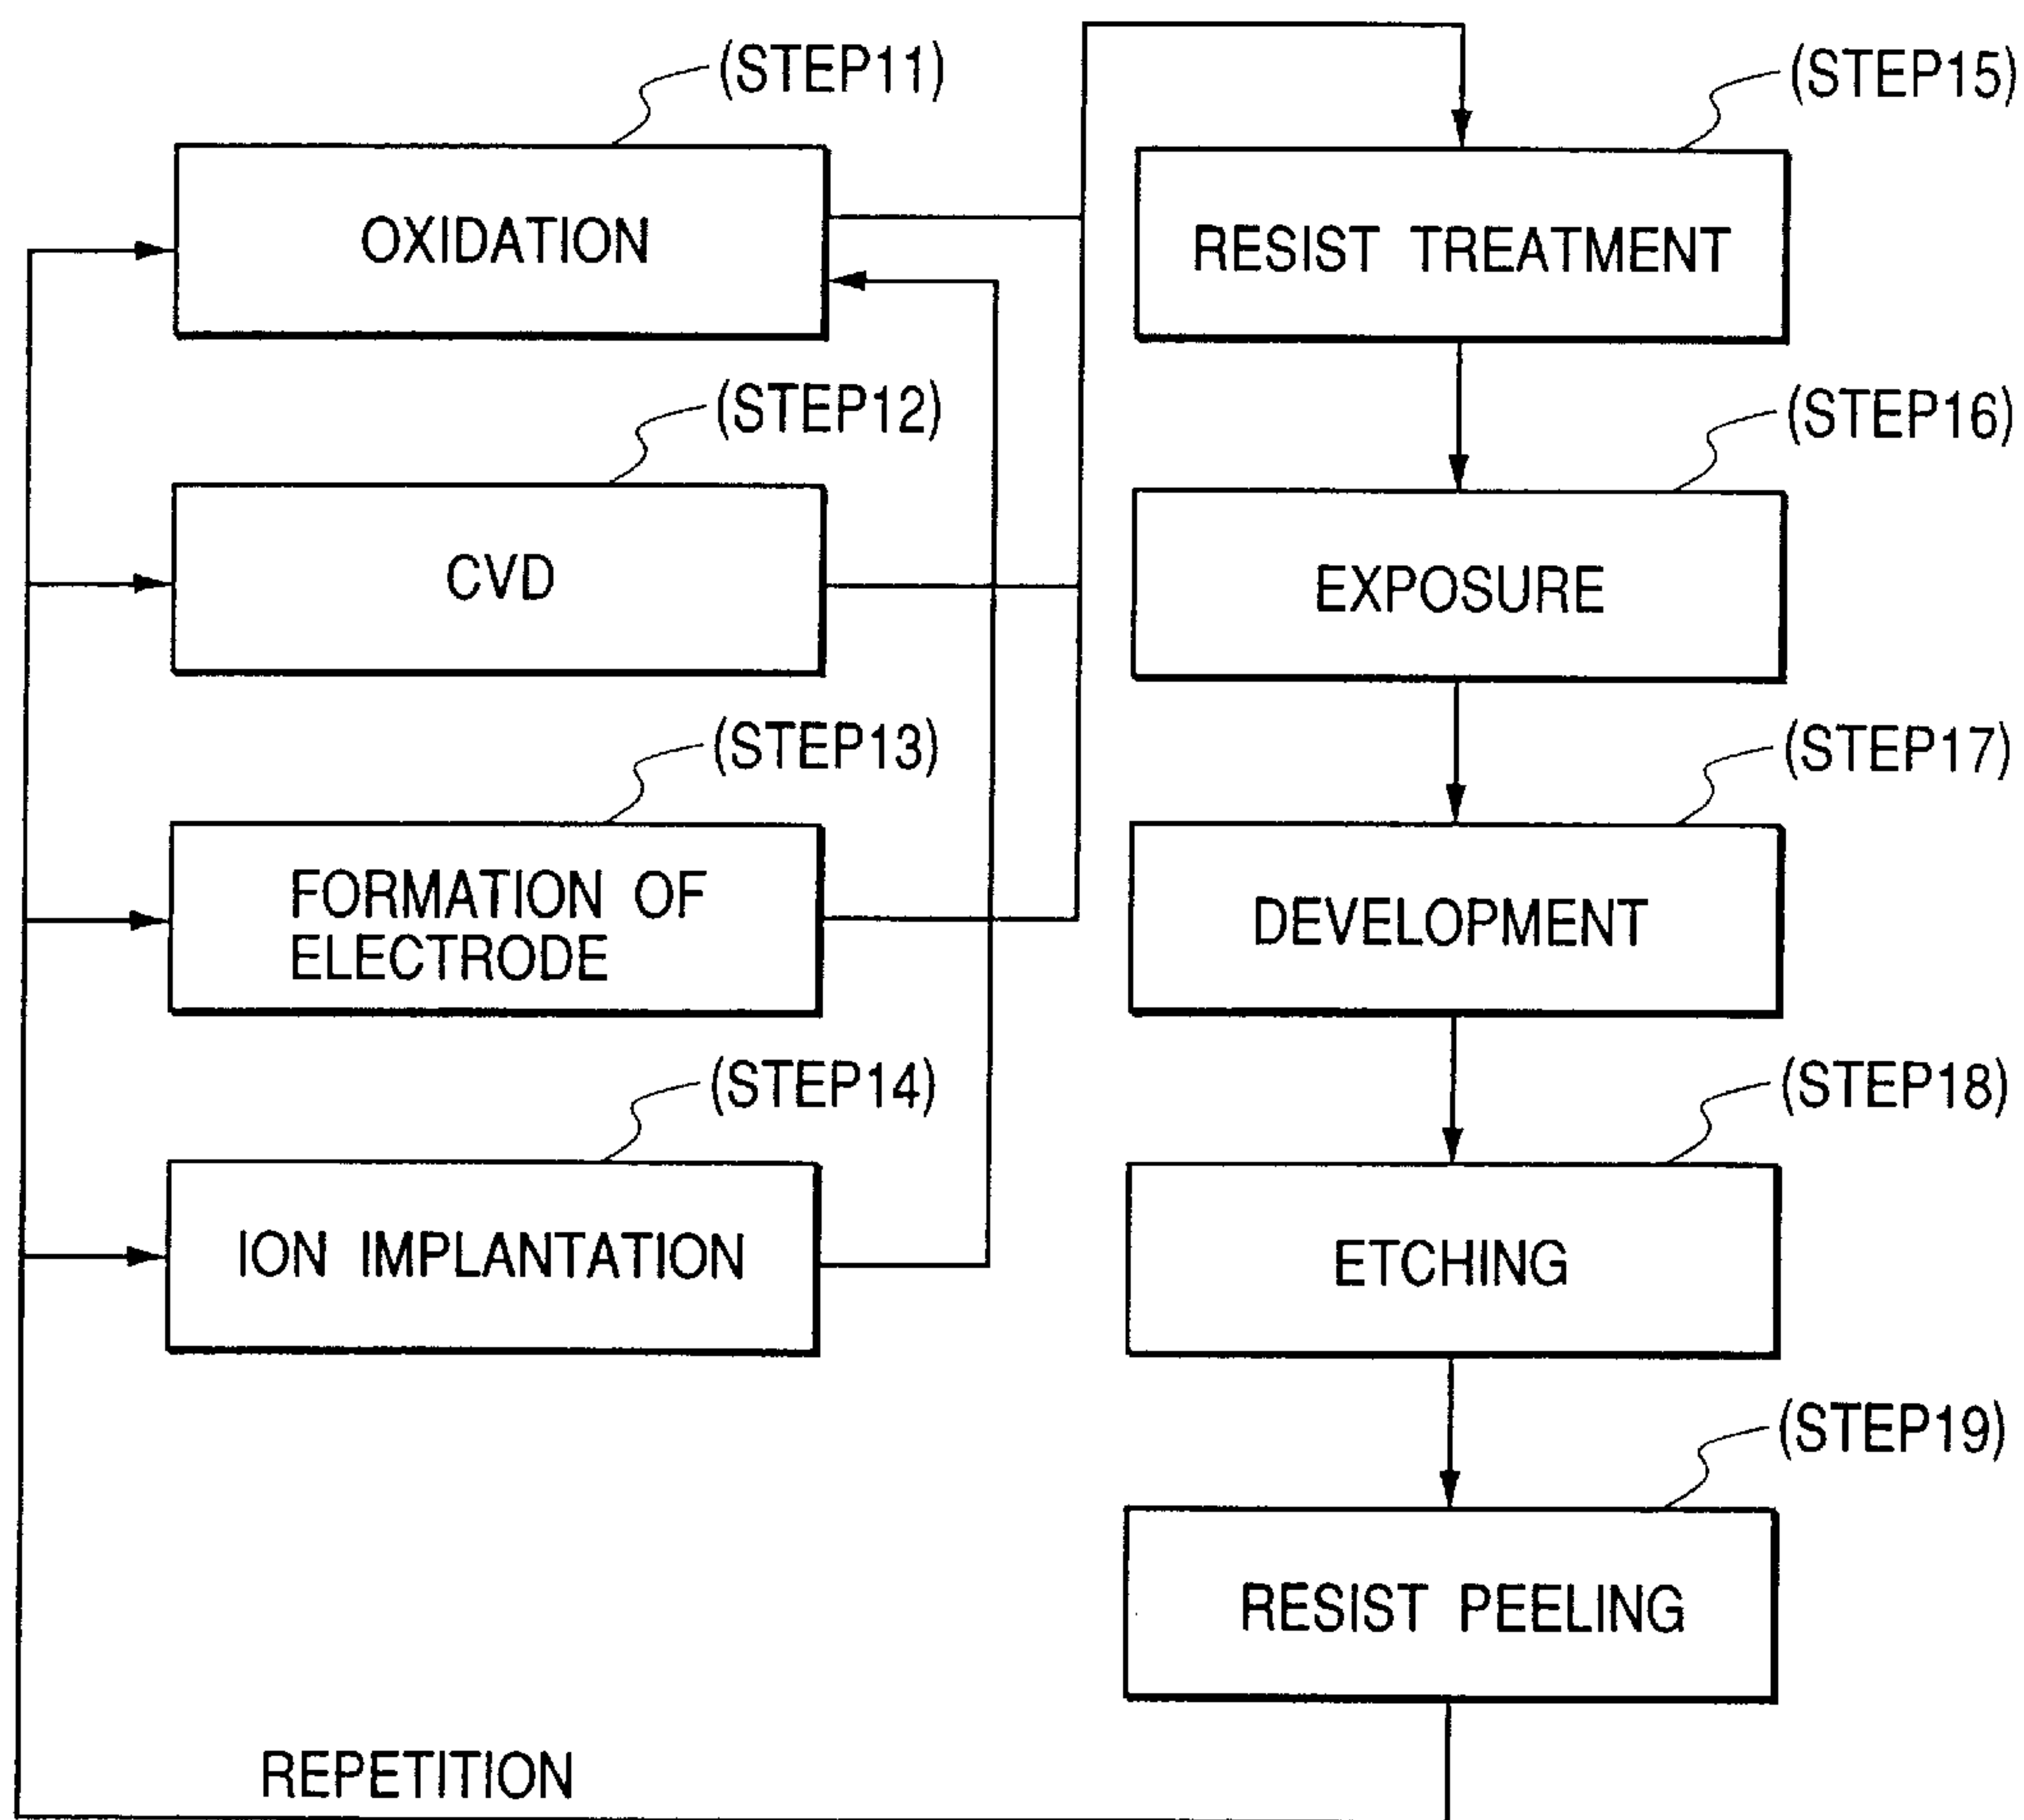 (STEP11)
OXIDATION
(STEP12)
CVD
(STEP13)
FORMATION OF
ELECTRODE
(STEP14)
ION IMPLANTATION
(STEP15)
RESIST TREATMENT
(STEP16)
EXPOSURE
(STEP17)
DEVELOPMENT
(STEP18)
ETCHING
(STEP19)
RESIST PEELING
REPETITION